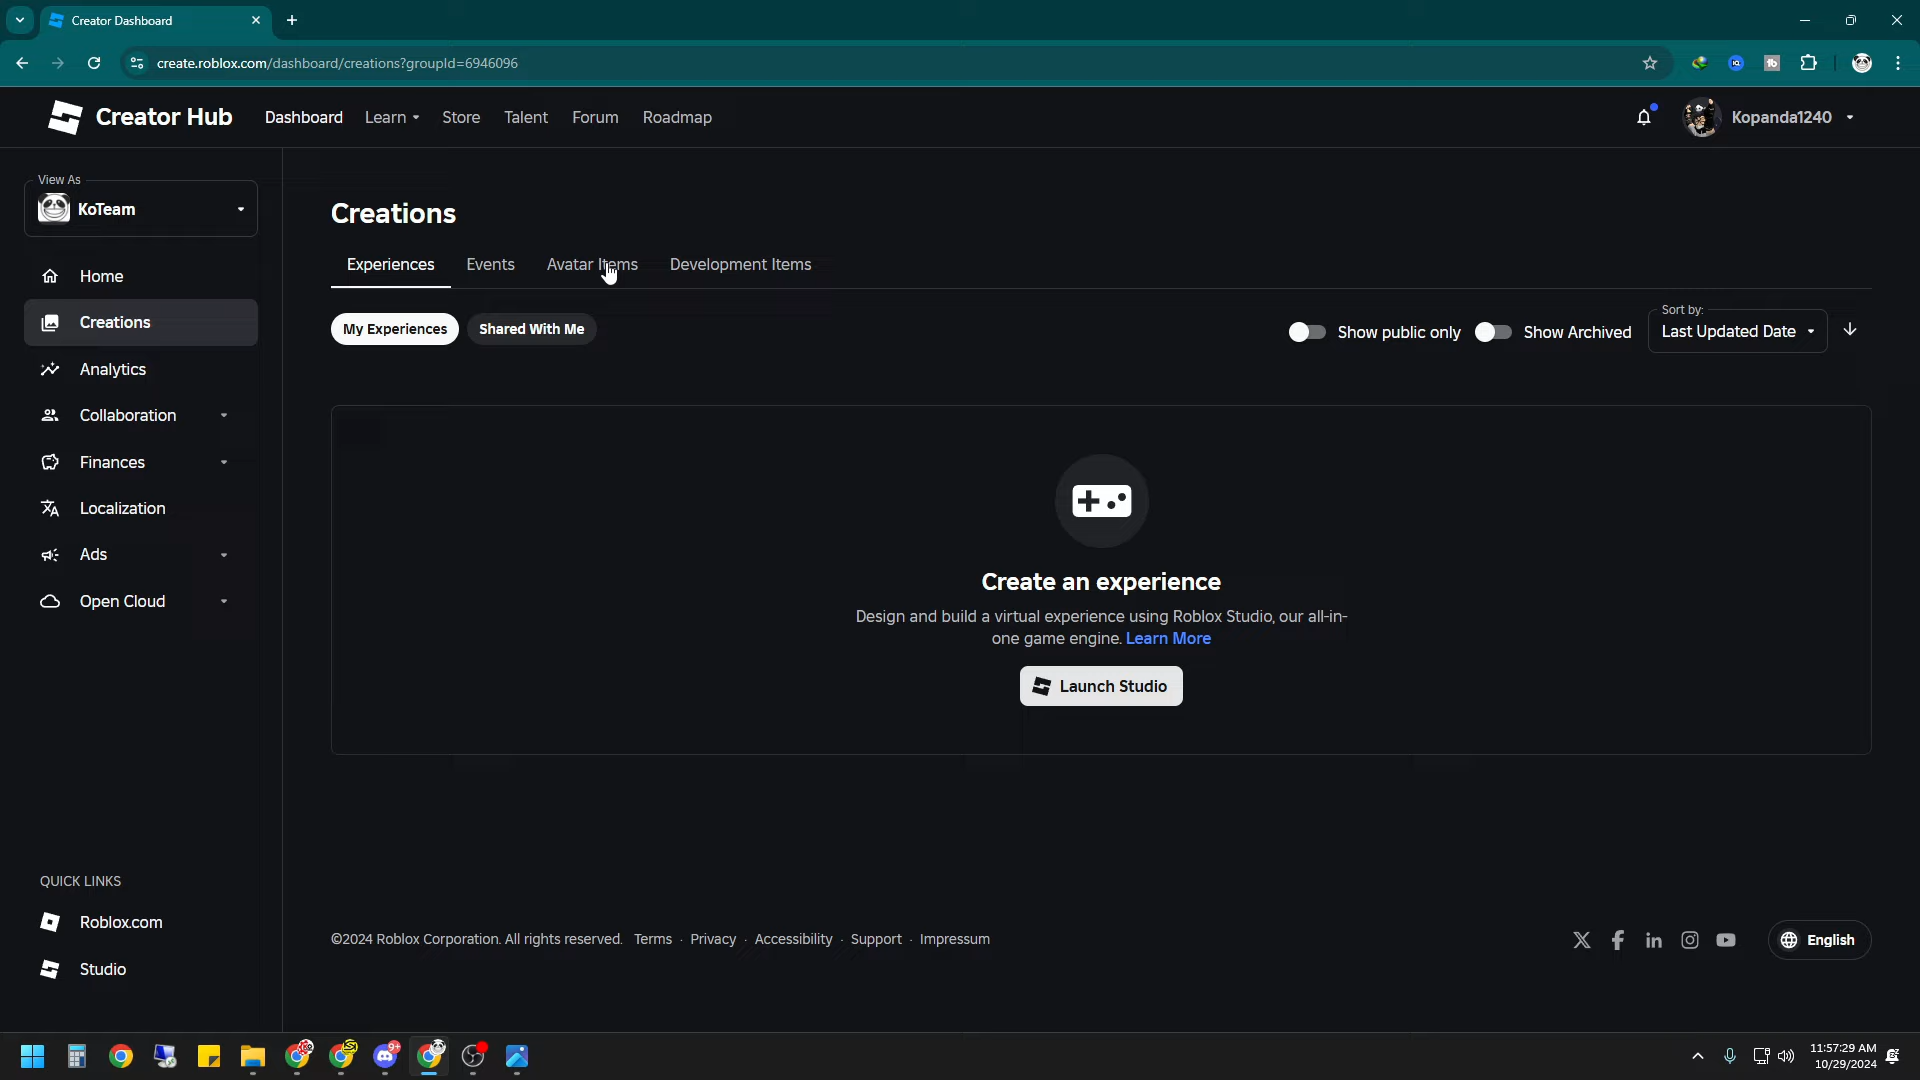 Creator Dashboard
create.roblox.com/dashboard/creations?groupId=6946096
Creator Hub
Dashboard
Learn
Store
Talent
Forum
Roadmap
Kopanda1240
View As
KoTeam
Home
Creations
Analytics
Collaboration
Finances
Localization
Ads
Open Cloud
QUICK LINKS
Roblox.com
Studio
Creations
Experiences
Events
Avatar Items
Development Items
My Experiences
Shared With Me
Show public only
Show Archived
Sort by:
Last Updated Date
Create an experience
Design and build a virtual experience using Roblox Studio, our all-in-
one game engine. Learn More
Launch Studio
©2024 Roblox Corporation. All rights reserved. Terms · Privacy · Accessibility · Support · Impressum
English
9+
11:57:29 AM
10/29/2024